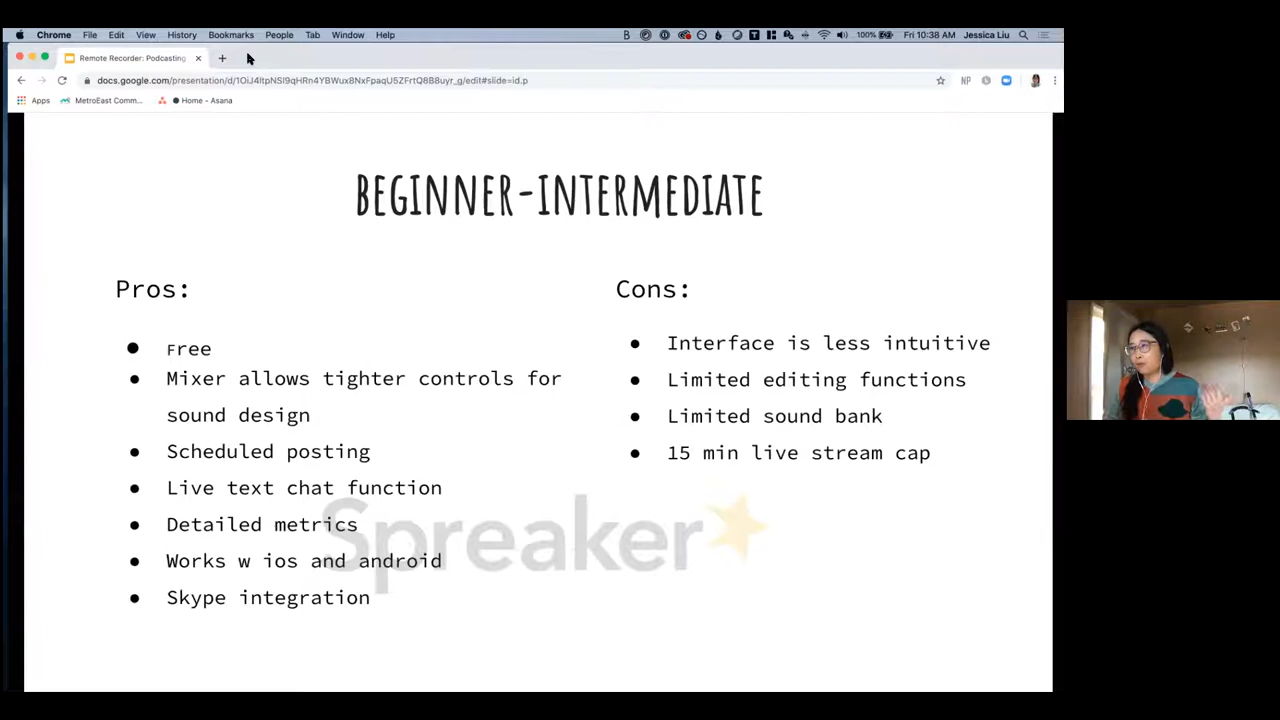 Chrome File Edit View History Bookmarks People Tab Window Help 100% Fri 10:38 AM Jessica Liu
Remote Recorder: Podcasting
docs.google.com/presentation/d/1OiJ4ltpNSl9qHRn4YBWux8NxFpaqU5ZFrtQ8B8uyr_g/edit#slide=id.p NP
Apps MetroEast Comm... Home - Asana
BEGINNER-INTERMEDIATE
Pros:
● Free
● Mixer allows tighter controls for
sound design
● Scheduled posting
● Live text chat function
● Detailed metrics
● Works w ios and android
● Skype integration
Cons:
● Interface is less intuitive
● Limited editing functions
● Limited sound bank
● 15 min live stream cap
Spreaker